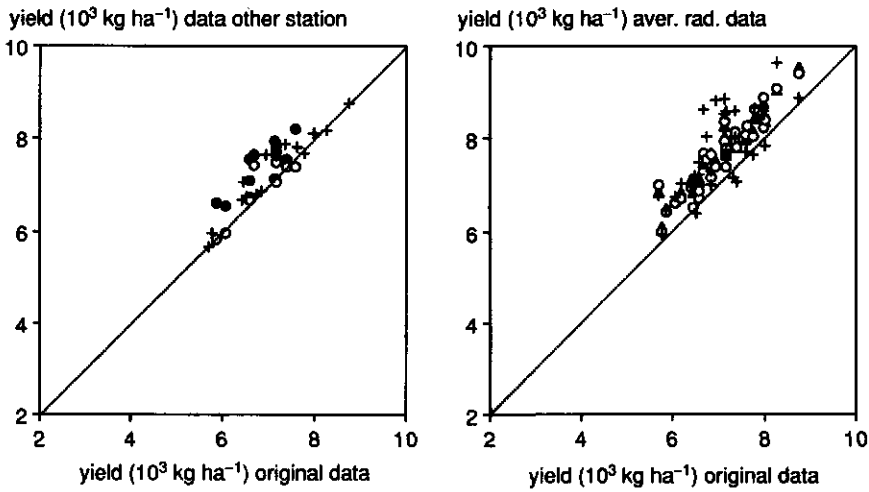 yield (10³ kg ha⁻¹) data other station
10
8
6
4
2
2 4 6 8 10
yield (10³ kg ha⁻¹) original data
yield (10³ kg ha⁻¹) aver. rad. data
10
8
6
4
2
2 4 6 8 10
yield (10³ kg ha⁻¹) original data